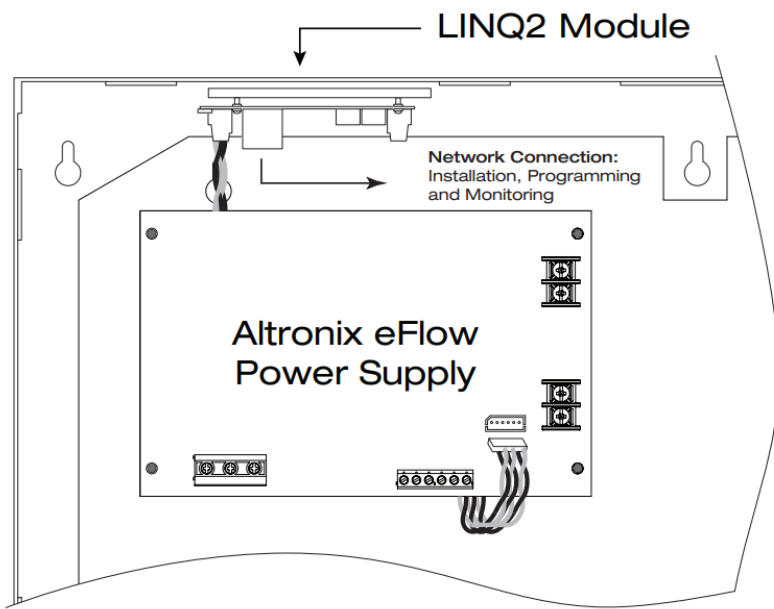 LINQ2 Module
Network Connection:
Installation, Programming
and Monitoring
Altronix eFlow
Power Supply